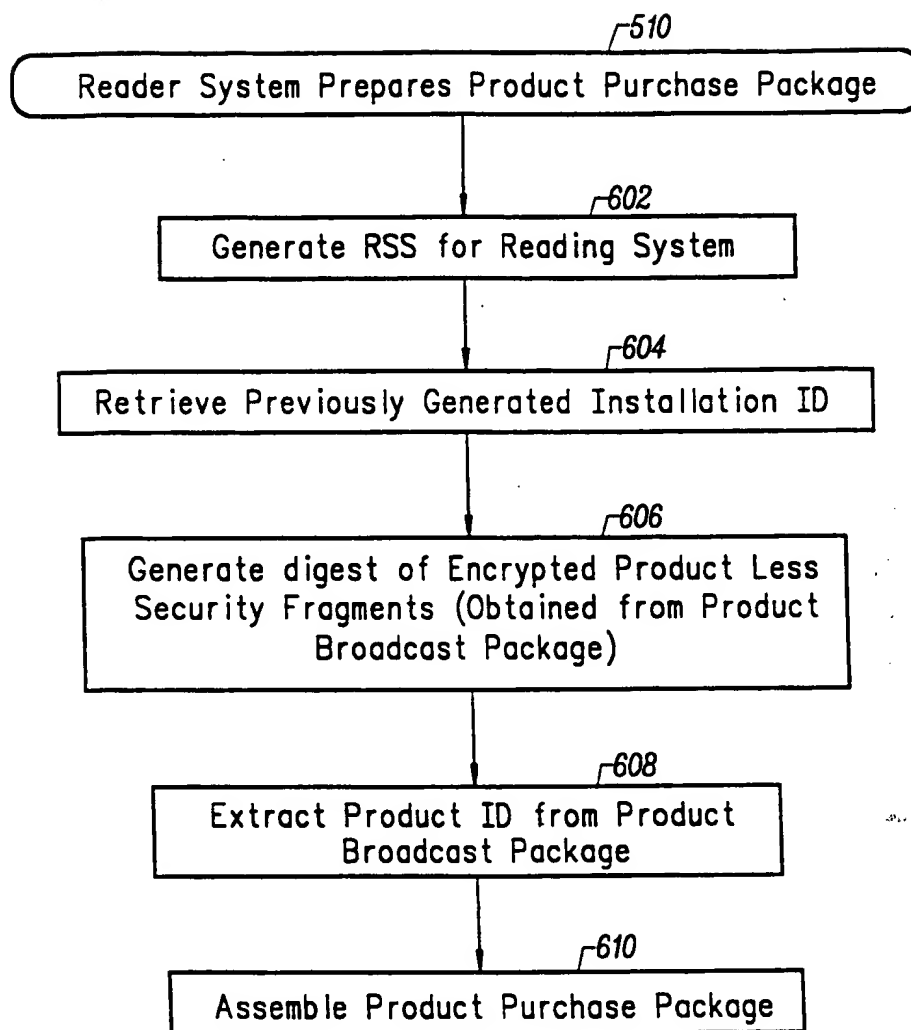 510
Reader System Prepares Product Purchase Package
602
Generate RSS for Reading System
604
Retrieve Previously Generated Installation ID
606
Generate digest of Encrypted Product Less
Security Fragments (Obtained from Product
Broadcast Package)
608
Extract Product ID from Product
Broadcast Package
610
Assemble Product Purchase Package